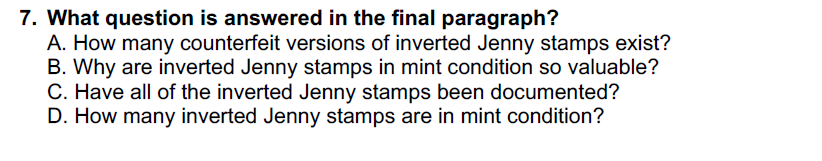 7. What question is answered in the final paragraph?
A. How many counterfeit versions of inverted Jenny stamps exist?
B. Why are inverted Jenny stamps in mint condition so valuable?
C. Have all of the inverted Jenny stamps been documented?
D. How many inverted Jenny stamps are in mint condition?